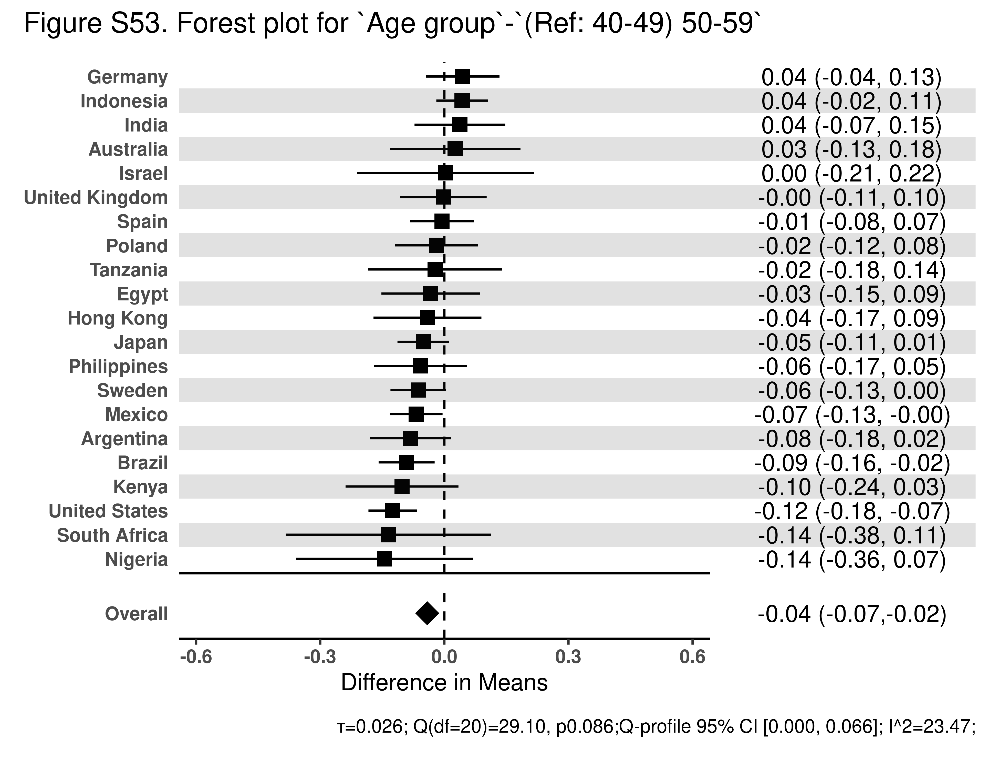 Figure S53. Forest plot for `Age group`-`(Ref: 40-49) 50-59`
Germany 0.04 (-0.04, 0.13)
Indonesia 0.04 (-0.02, 0.11)
India 0.04 (-0.07, 0.15)
Australia 0.03 (-0.13, 0.18)
Israel 0.00 (-0.21, 0.22)
United Kingdom -0.00 (-0.11, 0.10)
Spain -0.01 (-0.08, 0.07)
Poland -0.02 (-0.12, 0.08)
Tanzania -0.02 (-0.18, 0.14)
Egypt -0.03 (-0.15, 0.09)
Hong Kong -0.04 (-0.17, 0.09)
Japan -0.05 (-0.11, 0.01)
Philippines -0.06 (-0.17, 0.05)
Sweden -0.06 (-0.13, 0.00)
Mexico -0.07 (-0.13, -0.00)
Argentina -0.08 (-0.18, 0.02)
Brazil -0.09 (-0.16, -0.02)
Kenya -0.10 (-0.24, 0.03)
United States -0.12 (-0.18, -0.07)
South Africa -0.14 (-0.38, 0.11)
Nigeria -0.14 (-0.36, 0.07)
Overall -0.04 (-0.07,-0.02)
-0.6 -0.3 0.0 0.3 0.6
Difference in Means
τ=0.026; Q(df=20)=29.10, p0.086;Q-profile 95% CI [0.000, 0.066]; I^2=23.47;